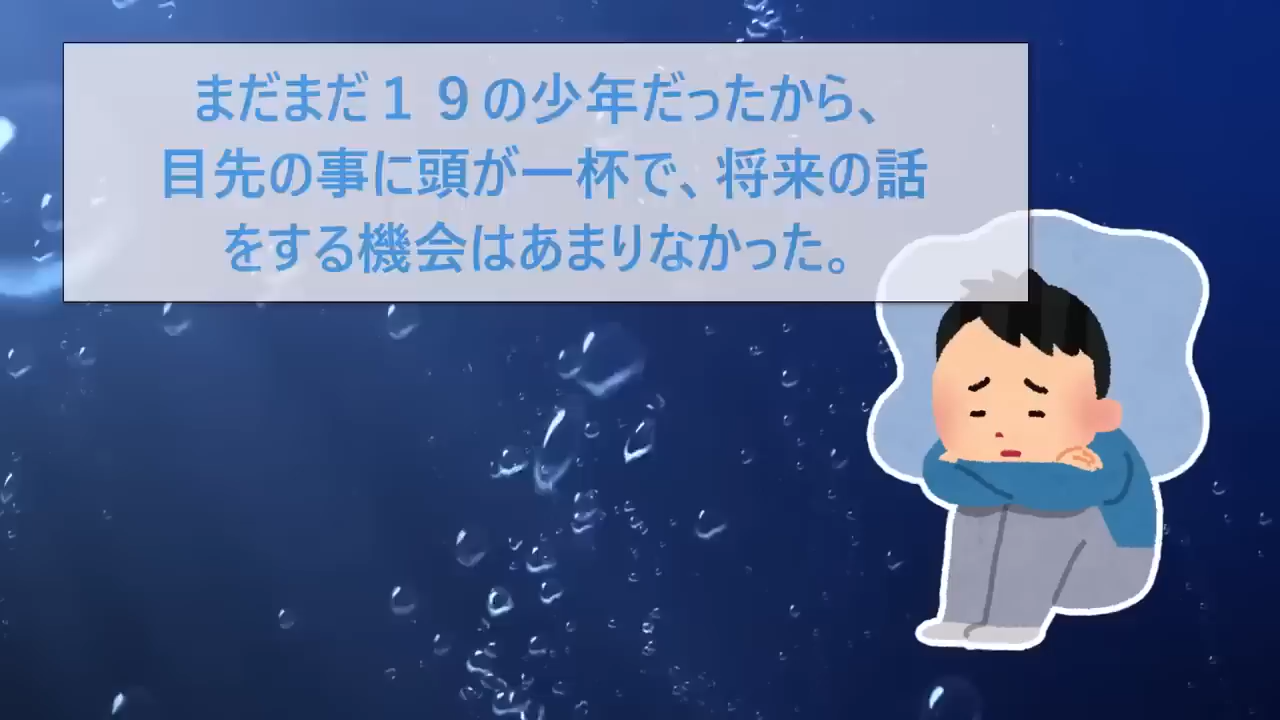 まだまだ１９の少年だったから、
目先の事に頭が一杯で、将来の話
をする機会はあまりなかった。